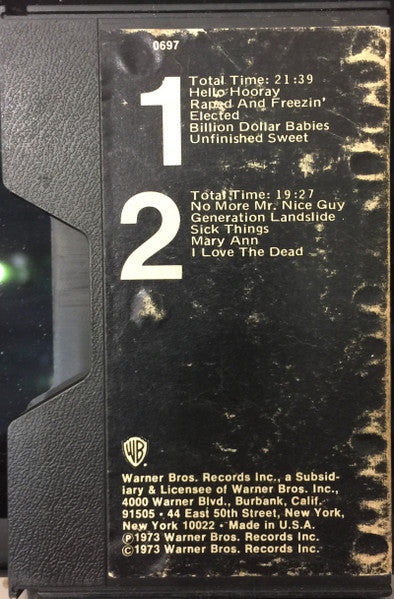 0697
1
Total Time: 21:39
Hello Hooray
Raped And Freezin'
Elected
Billion Dollar Babies
Unfinished Sweet
2
Total Time: 19:27
No More Mr. Nice Guy
Generation Landslide
Sick Things
Mary Ann
I Love The Dead
WB
Warner Bros. Records Inc., a Subsid-
iary & Licensee of Warner Bros. Inc.,
4000 Warner Blvd., Burbank, Calif.
91505 • 44 East 50th Street, New York,
New York 10022 • Made in U.S.A.
℗1973 Warner Bros. Records Inc.
©1973 Warner Bros. Records Inc.